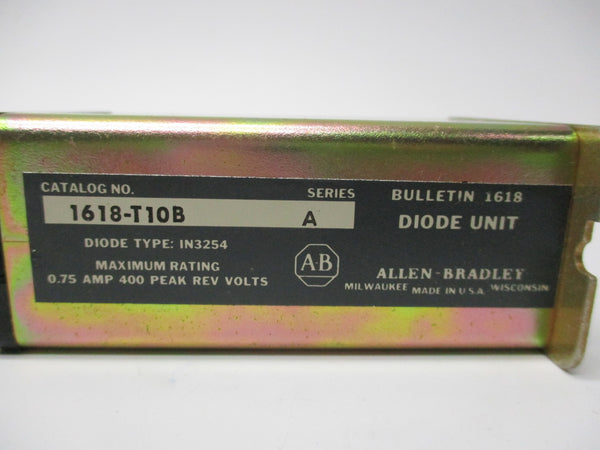 CATALOG NO. SERIES
1618-T10B A
DIODE TYPE: IN3254
MAXIMUM RATING
0.75 AMP 400 PEAK REV VOLTS
A-B
BULLETIN 1618
DIODE UNIT
ALLEN-BRADLEY
MILWAUKEE MADE IN U.S.A. WISCONSIN